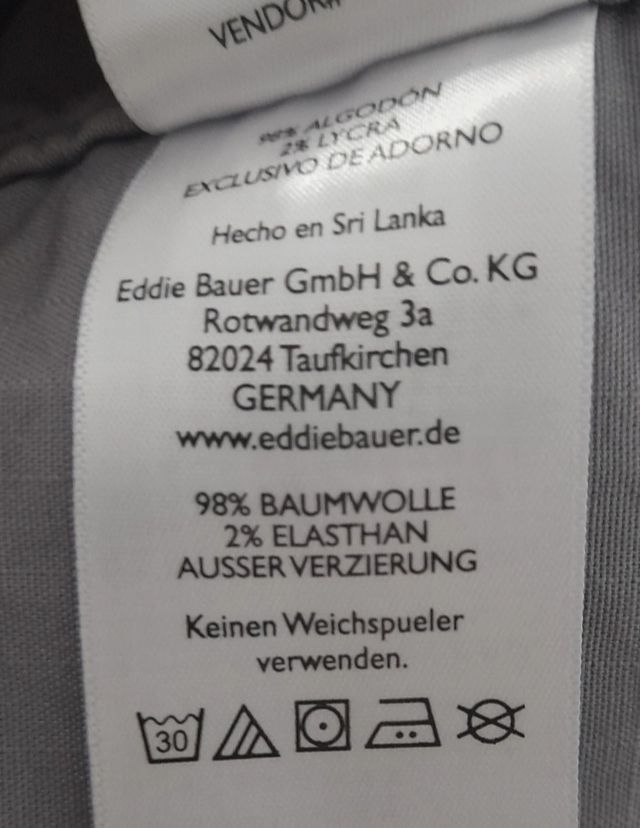 VENDOR#
98% ALGODÓN
2% LYCRA
EXCLUSIVO DE ADORNO
Hecho en Sri Lanka
Eddie Bauer GmbH & Co. KG
Rotwandweg 3a
82024 Taufkirchen
GERMANY
www.eddiebauer.de
98% BAUMWOLLE
2% ELASTHAN
AUSSER VERZIERUNG
Keinen Weichspueler
verwenden.
30